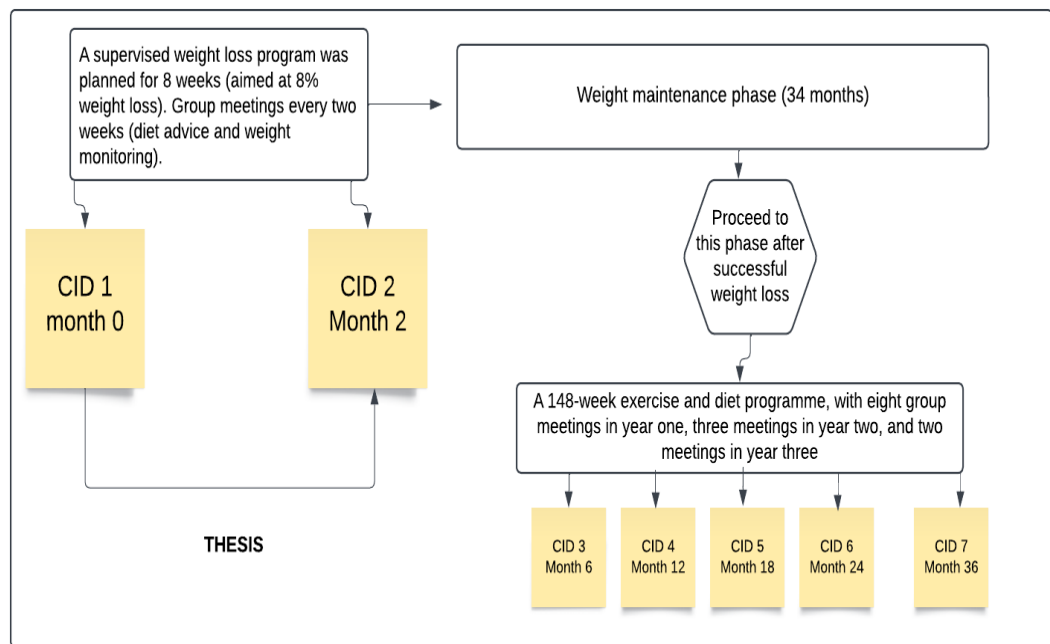 A supervised weight loss program was
planned for 8 weeks (aimed at 8%
weight loss). Group meetings every two
weeks (diet advice and weight
monitoring).
Weight maintenance phase (34 months)
CID 1
month 0
CID 2
Month 2
Proceed to
this phase after
successful
weight loss
A 148-week exercise and diet programme, with eight group
meetings in year one, three meetings in year two, and two
meetings in year three
THESIS
CID 3
Month 6
CID 4
Month 12
CID 5
Month 18
CID 6
Month 24
CID 7
Month 36